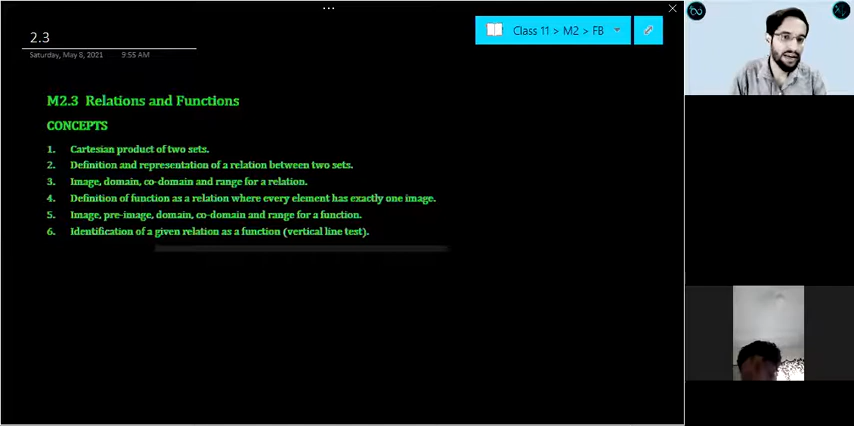 2.3
Saturday, May 8, 2021 9:55 AM
Class 11 > M2 > FB
M2.3 Relations and Functions
CONCEPTS
1. Cartesian product of two sets.
2. Definition and representation of a relation between two sets.
3. Image, domain, co-domain and range for a relation.
4. Definition of function as a relation where every element has exactly one image.
5. Image, pre-image, domain, co-domain and range for a function.
6. Identification of a given relation as a function (vertical line test).